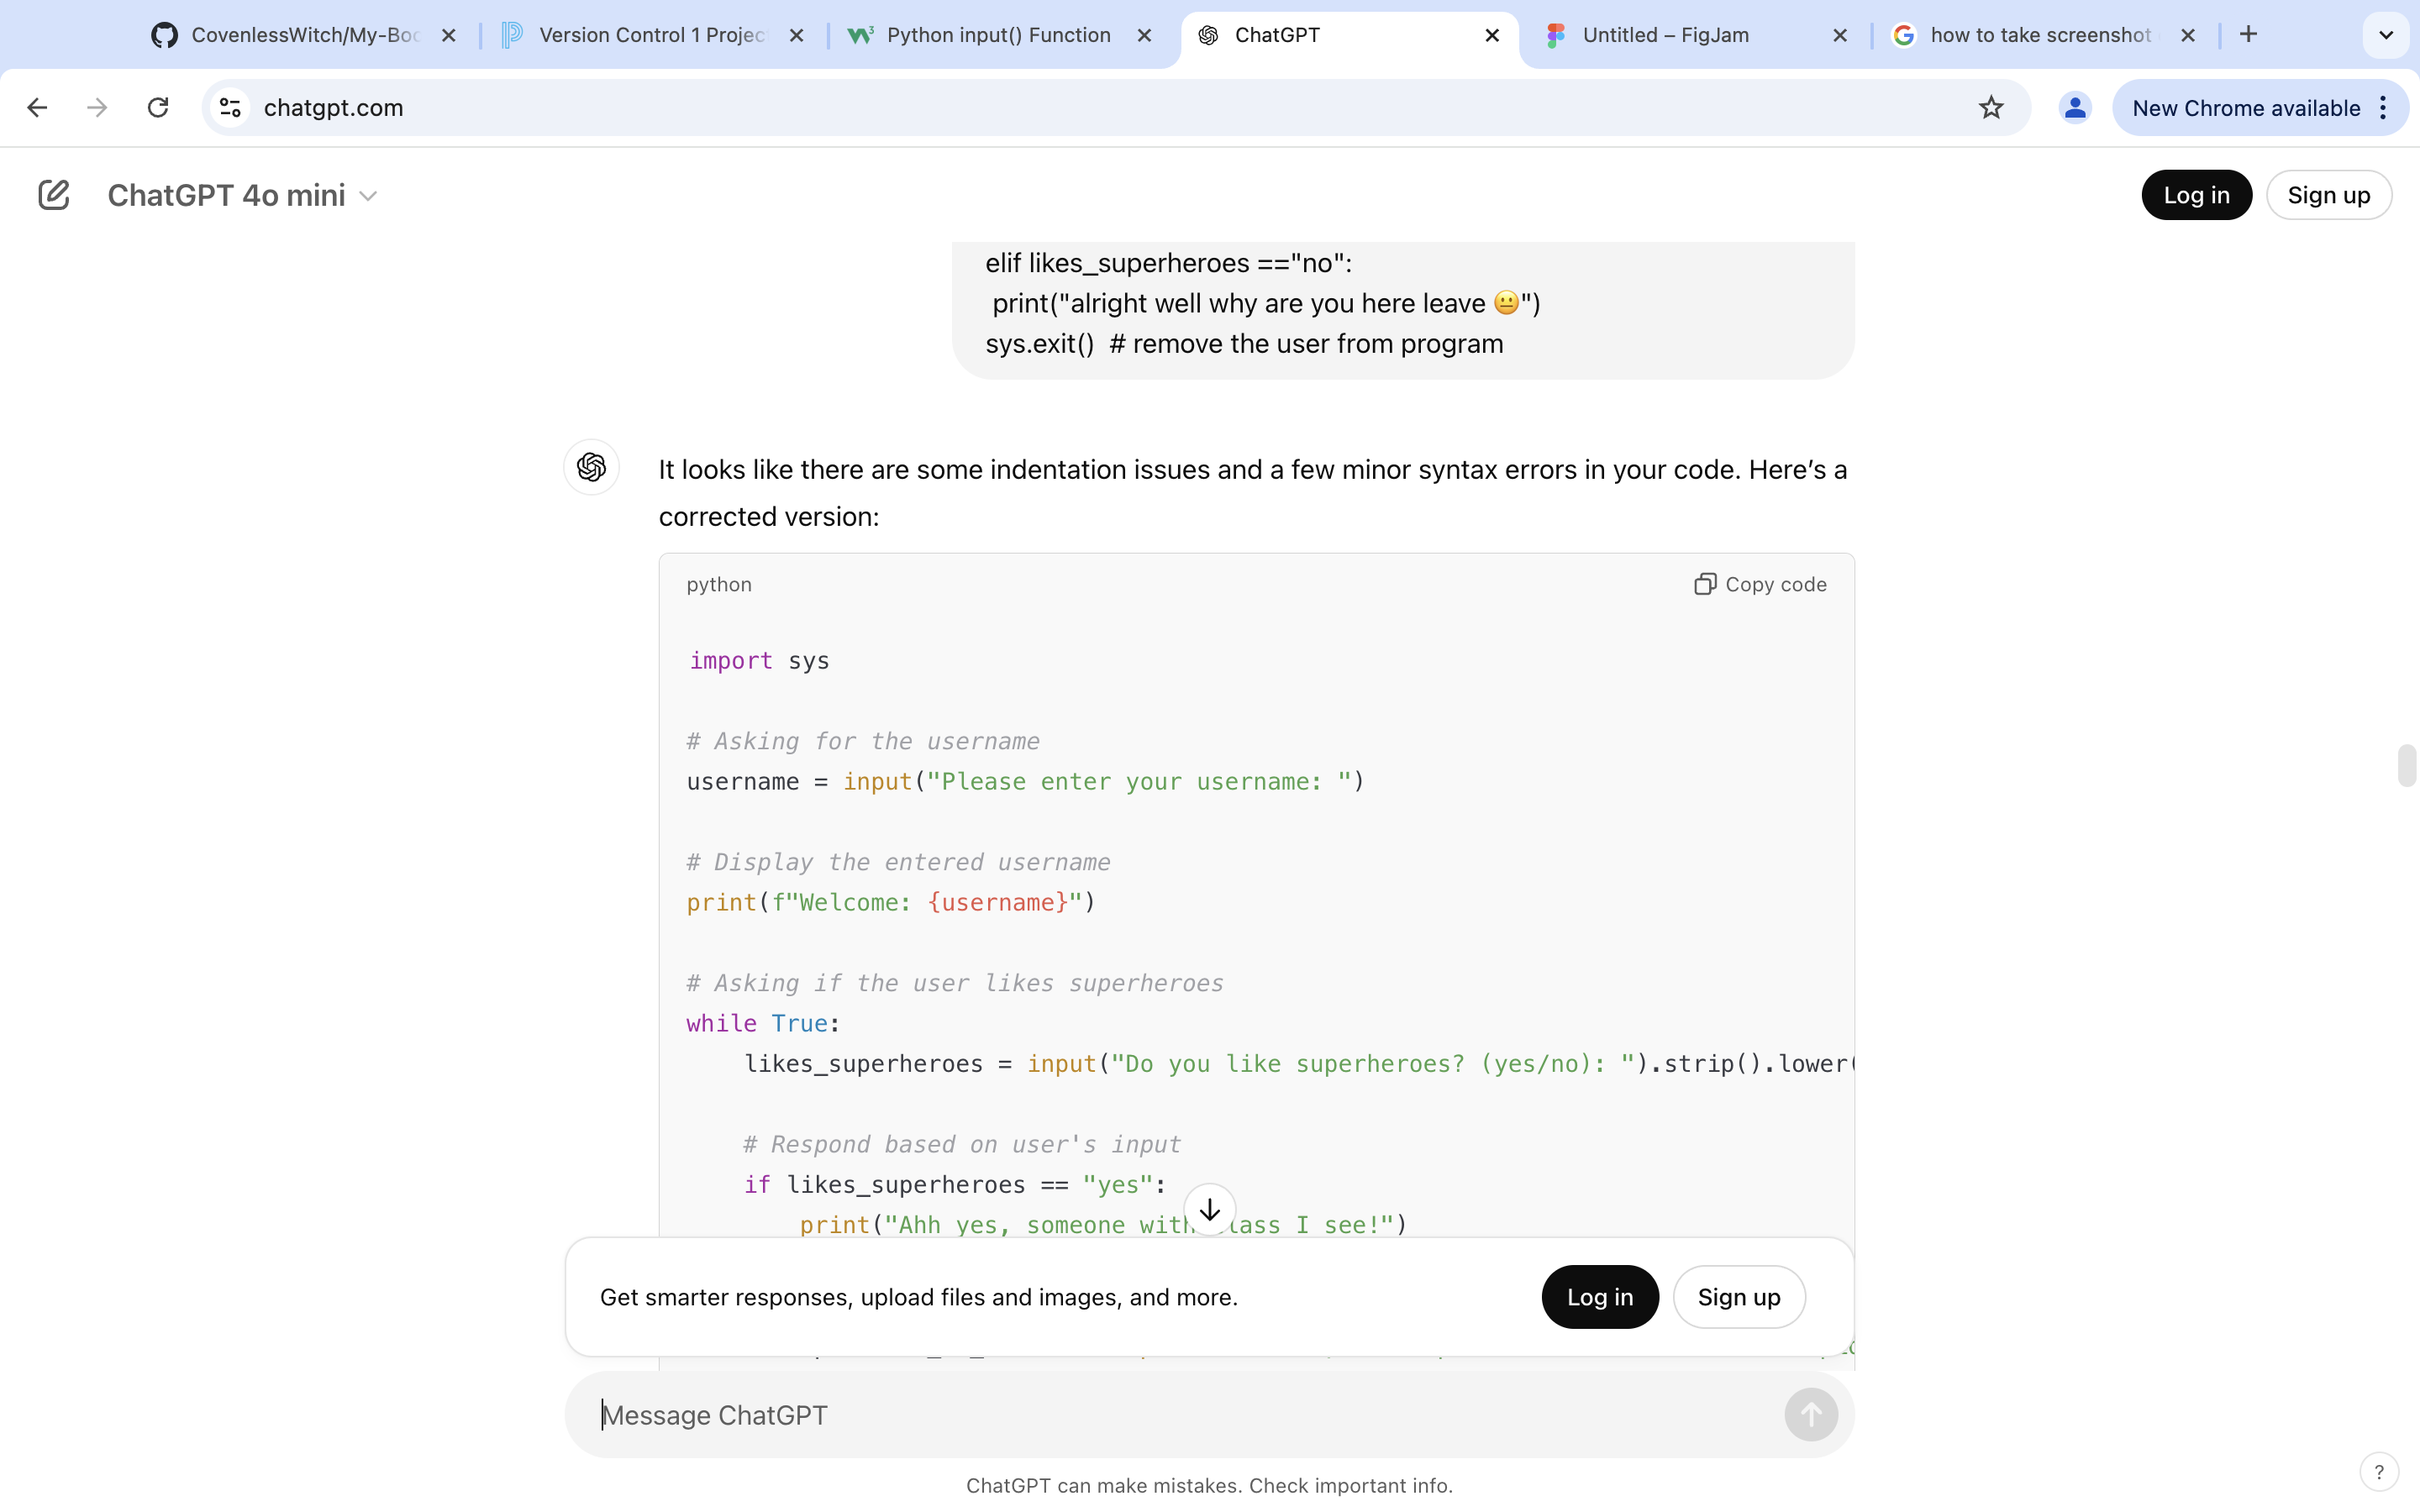 CovenlessWitch/My-Boo
Version Control 1 Projec
Python input() Function
ChatGPT
Untitled – FigJam
how to take screenshot
chatgpt.com
New Chrome available
ChatGPT 4o mini
Log in
Sign up
elif likes_superheroes =="no":
print("alright well why are you here leave 😐")
sys.exit()  # remove the user from program
It looks like there are some indentation issues and a few minor syntax errors in your code. Here’s a
corrected version:
python
Copy code
import sys
# Asking for the username
username = input("Please enter your username: ")
# Display the entered username
print(f"Welcome: {username}")
# Asking if the user likes superheroes
while True:
likes_superheroes = input("Do you like superheroes? (yes/no): ").strip().lower(
# Respond based on user's input
if likes_superheroes == "yes":
print("Ahh yes, someone with lass I see!")
Get smarter responses, upload files and images, and more.
Log in
Sign up
Message ChatGPT
ChatGPT can make mistakes. Check important info.
?